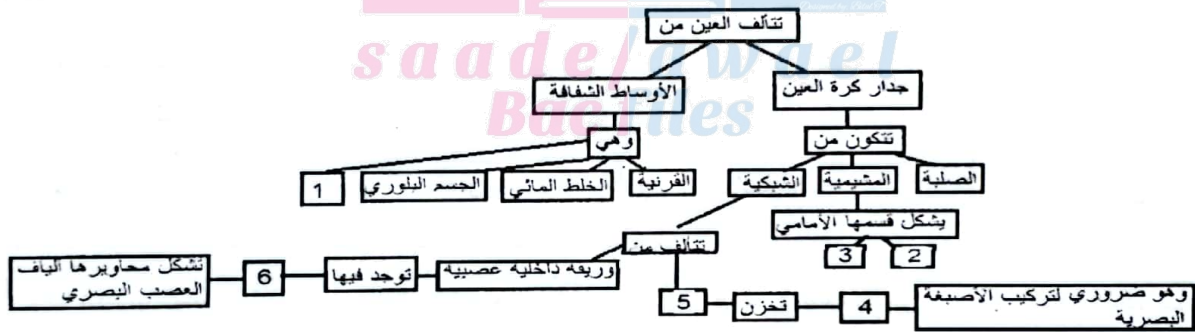 تتألف العين من
saade/awael
BacFiles
الأوساط الشفافة
جدار كرة العين
وهي
تتكون من
1
الجسم البلوري
الخلط المائي
القرنية
الشبكية
المشيمية
الصلبة
يشكل قسمها الأمامي
3
2
تتألف من
وريقة داخلية عصبية
توجد فيها
6
تشكل محاويرها ألياف
العصب البصري
5
تخزن
4
وهو ضروري لتركيب الأصبغة
البصرية